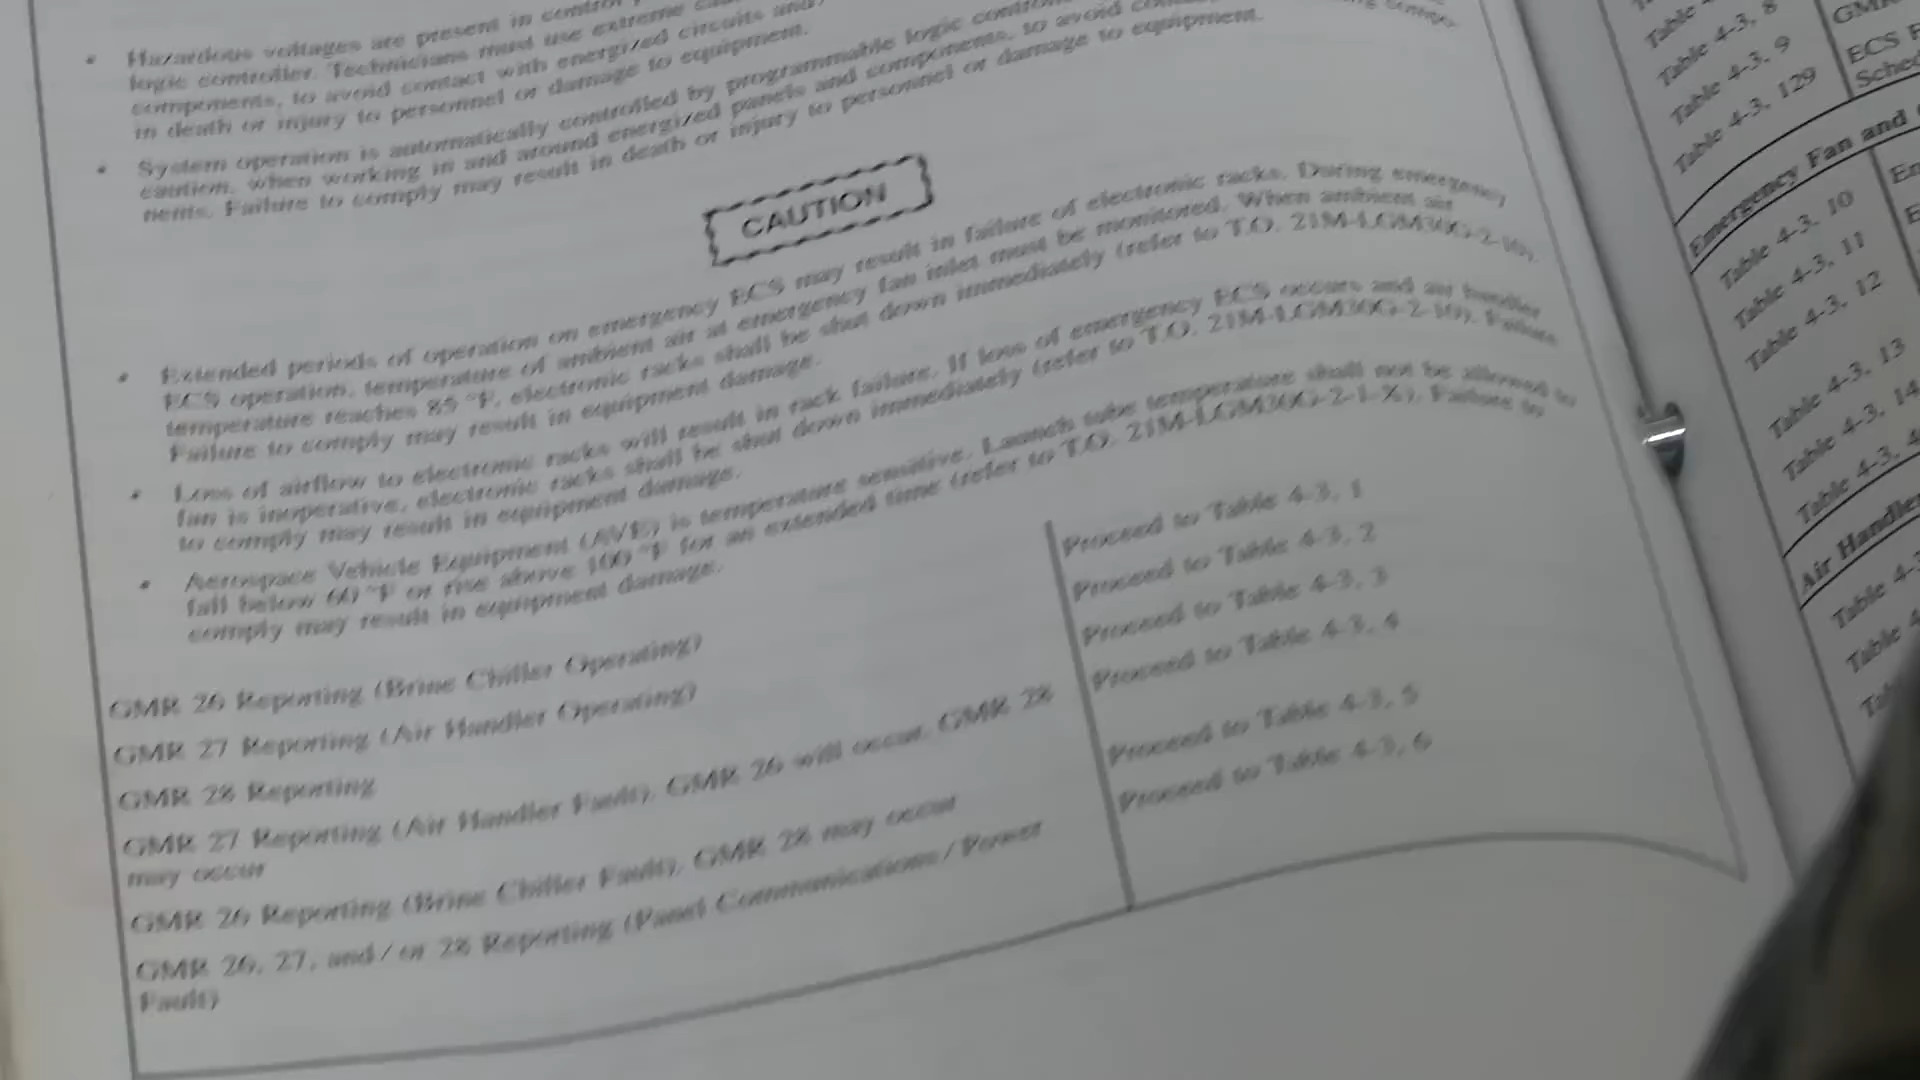 Hazardous voltages are present in control
logic controller. Technicians must use extreme
components, to avoid contact with energized circuits and
in death or injury to personnel or damage to equipment.
System operation is automatically controlled by programmable logic
caution, when working in and around energized panels and components, to avoid
nents. Failure to comply may result in death or injury to personnel or damage to equipment.
CAUTION
Extended periods of operation on emergency ECS may result in failure of electronic racks. During emergency
ECS operation, temperature of ambient air at emergency fan inlet must be monitored. When ambient air
temperature reaches 85 °F, electronic racks shall be shut down immediately (refer to T.O. 21M-LGM30G-2-10).
Failure to comply may result in equipment damage.
Loss of airflow to electronic racks will result in rack failure. If loss of emergency ECS occurs and air handler
fan is inoperative, electronic racks shall be shut down immediately (refer to T.O. 21M-LGM30G-2-10). Failure
to comply may result in equipment damage.
Aerospace Vehicle Equipment (AVE) is temperature sensitive. Launch tube temperature shall not be allowed to
fall below 60 °F or rise above 100 °F for an extended time (refer to T.O. 21M-LGM30G-2-1-X). Failure to
comply may result in equipment damage.
GMR 26 Reporting (Brine Chiller Operating) Proceed to Table 4-3, 1
GMR 27 Reporting (Air Handler Operating) Proceed to Table 4-3, 2
GMR 28 Reporting Proceed to Table 4-3, 3
GMR 27 Reporting (Air Handler Fault), GMR 26 will occur, GMR 28 Proceed to Table 4-3, 4
may occur
GMR 26 Reporting (Brine Chiller Fault), GMR 28 may occur Proceed to Table 4-3, 5
GMR 26, 27, and/or 28 Reporting (Panel Communications/Power Proceed to Table 4-3, 6
Fault)
Table 4-3, 8
Table 4-3, 9
ECS
Table 4-3, 129
Emergency Fan and
Table 4-3, 10
Table 4-3, 11
Table 4-3, 12
Table 4-3, 13
Table 4-3, 14
Table 4-3,
Air Handler
Table
Table